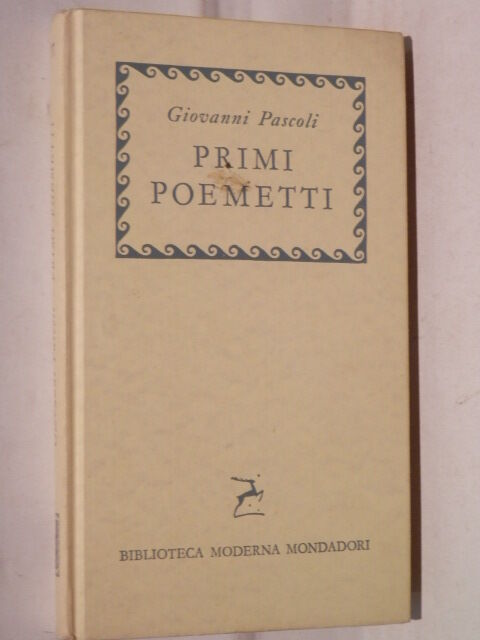 Giovanni Pascoli
PRIMI
POEMETTI
BIBLIOTECA MODERNA MONDADORI